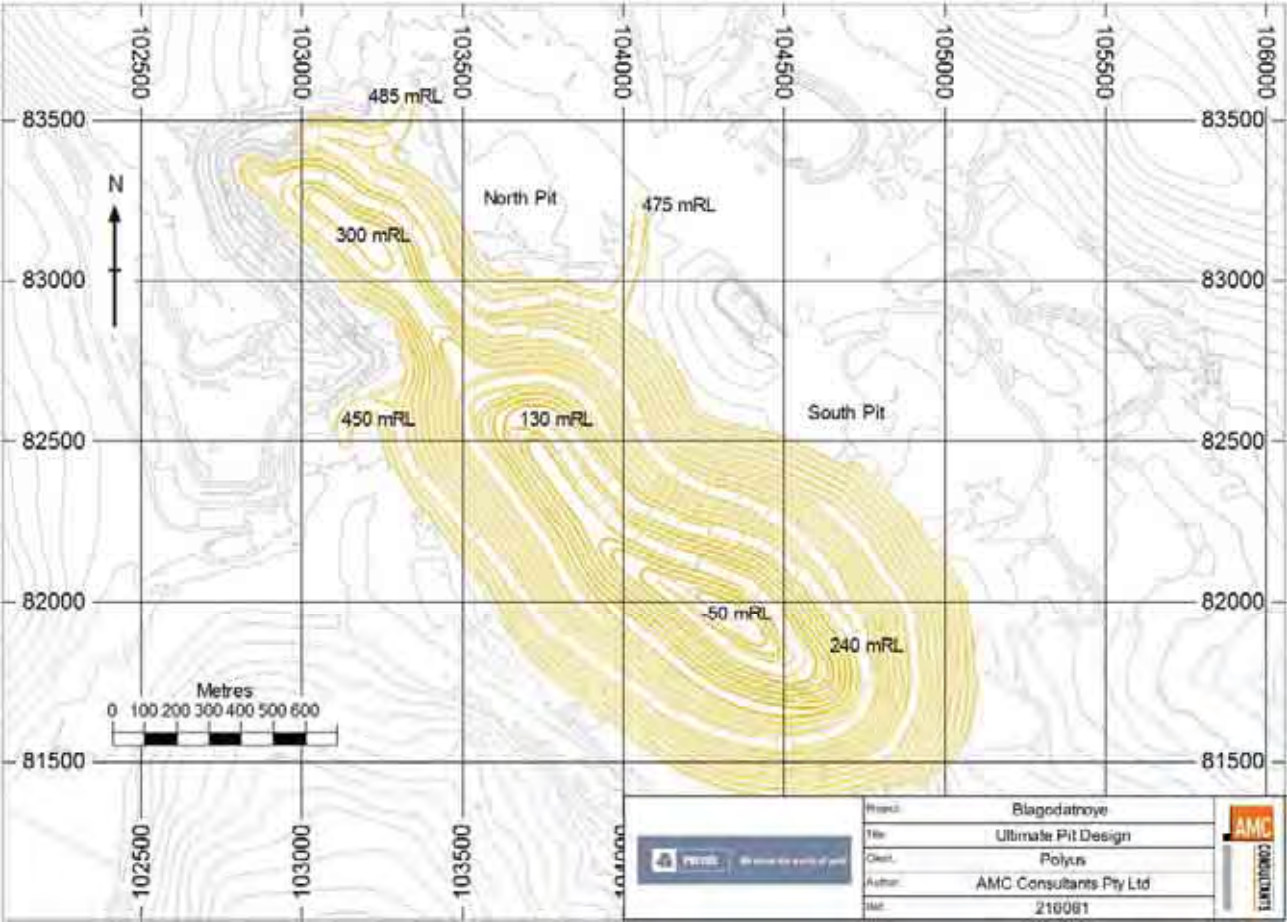 102500 103000 103500 104000 104500 105000 105500 106000
485 mRL
83500 83500
N
North Pit
475 mRL
300 mRL
83000 83000
South Pit
450 mRL 130 mRL
82500 82500
82000 82000
-50 mRL
240 mRL
Metres
0 100 200 300 400 500 600
81500 81500
102500 103000 103500
Project: Blagodatnoye
Title Ultimate Pit Design
Client. Polyus
Author: AMC Consultants Pty Ltd
216061
AMC
CONSULTANTS